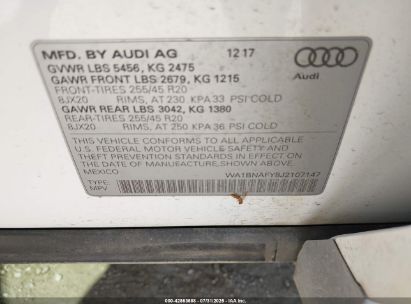 MFD. BY AUDI AG 12 17
GVWR LBS 5456, KG 2475
GAWR FRONT LBS 2679, KG 1215
FRONT-TIRES 255/45 R20
8JX20 RIMS, AT 230 KPA 33 PSI COLD
GAWR REAR LBS 3042, KG 1380
REAR-TIRES 255/45 R20
8JX20 RIMS, AT 250 KPA 36 PSI COLD
Audi
THIS VEHICLE CONFORMS TO ALL APPLICABLE
U.S. FEDERAL MOTOR VEHICLE SAFETY AND
THEFT PREVENTION STANDARDS IN EFFECT ON
THE DATE OF MANUFACTURE, SHOWN ABOVE.
MEXICO WA1BNAFY8J2107147
TYPE:
MPV